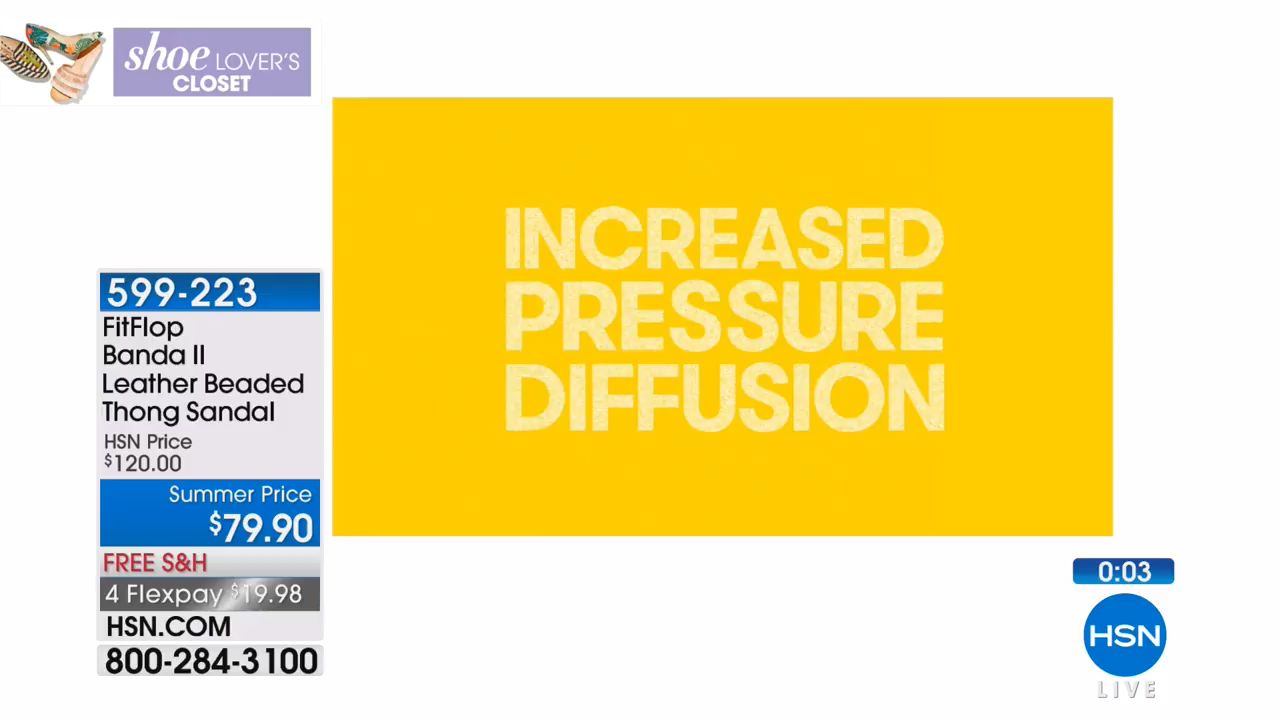 shoe LOVER'S
CLOSET
INCREASED
PRESSURE
DIFFUSION
599-223
FitFlop
Banda II
Leather Beaded
Thong Sandal
HSN Price
$120.00
Summer Price
$79.90
FREE S&H
4 Flexpay $19.98
HSN.COM
800-284-3100
0:03
HSN
LIVE